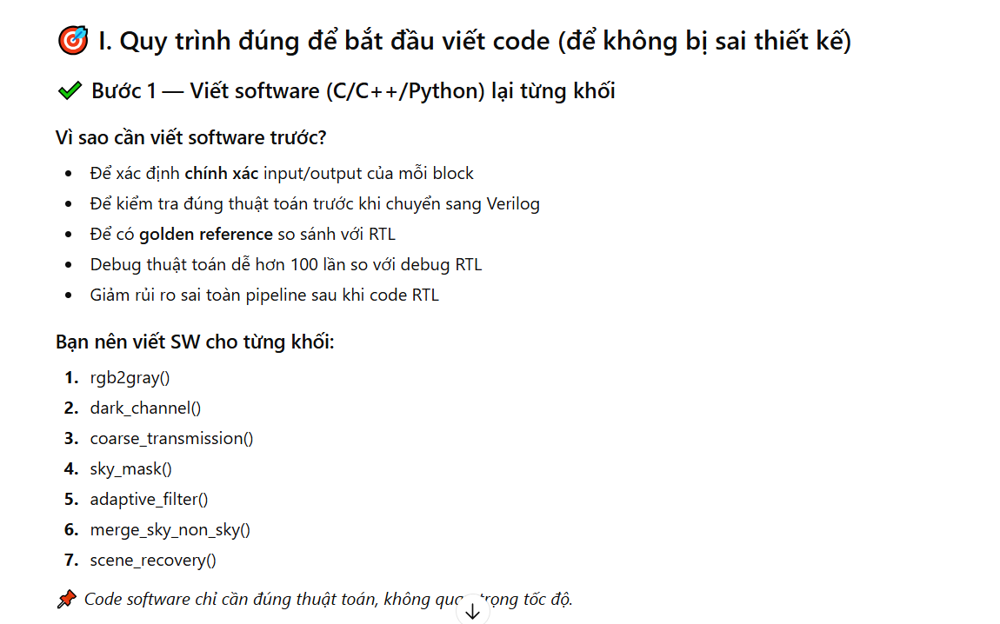 🎯 I. Quy trình đúng để bắt đầu viết code (để không bị sai thiết kế)
✔ Bước 1 — Viết software (C/C++/Python) lại từng khối
Vì sao cần viết software trước?
• Để xác định chính xác input/output của mỗi block
• Để kiểm tra đúng thuật toán trước khi chuyển sang Verilog
• Để có golden reference so sánh với RTL
• Debug thuật toán dễ hơn 100 lần so với debug RTL
• Giảm rủi ro sai toàn pipeline sau khi code RTL
Bạn nên viết SW cho từng khối:
1. rgb2gray()
2. dark_channel()
3. coarse_transmission()
4. sky_mask()
5. adaptive_filter()
6. merge_sky_non_sky()
7. scene_recovery()
📌 Code software chỉ cần đúng thuật toán, không tốc độ.